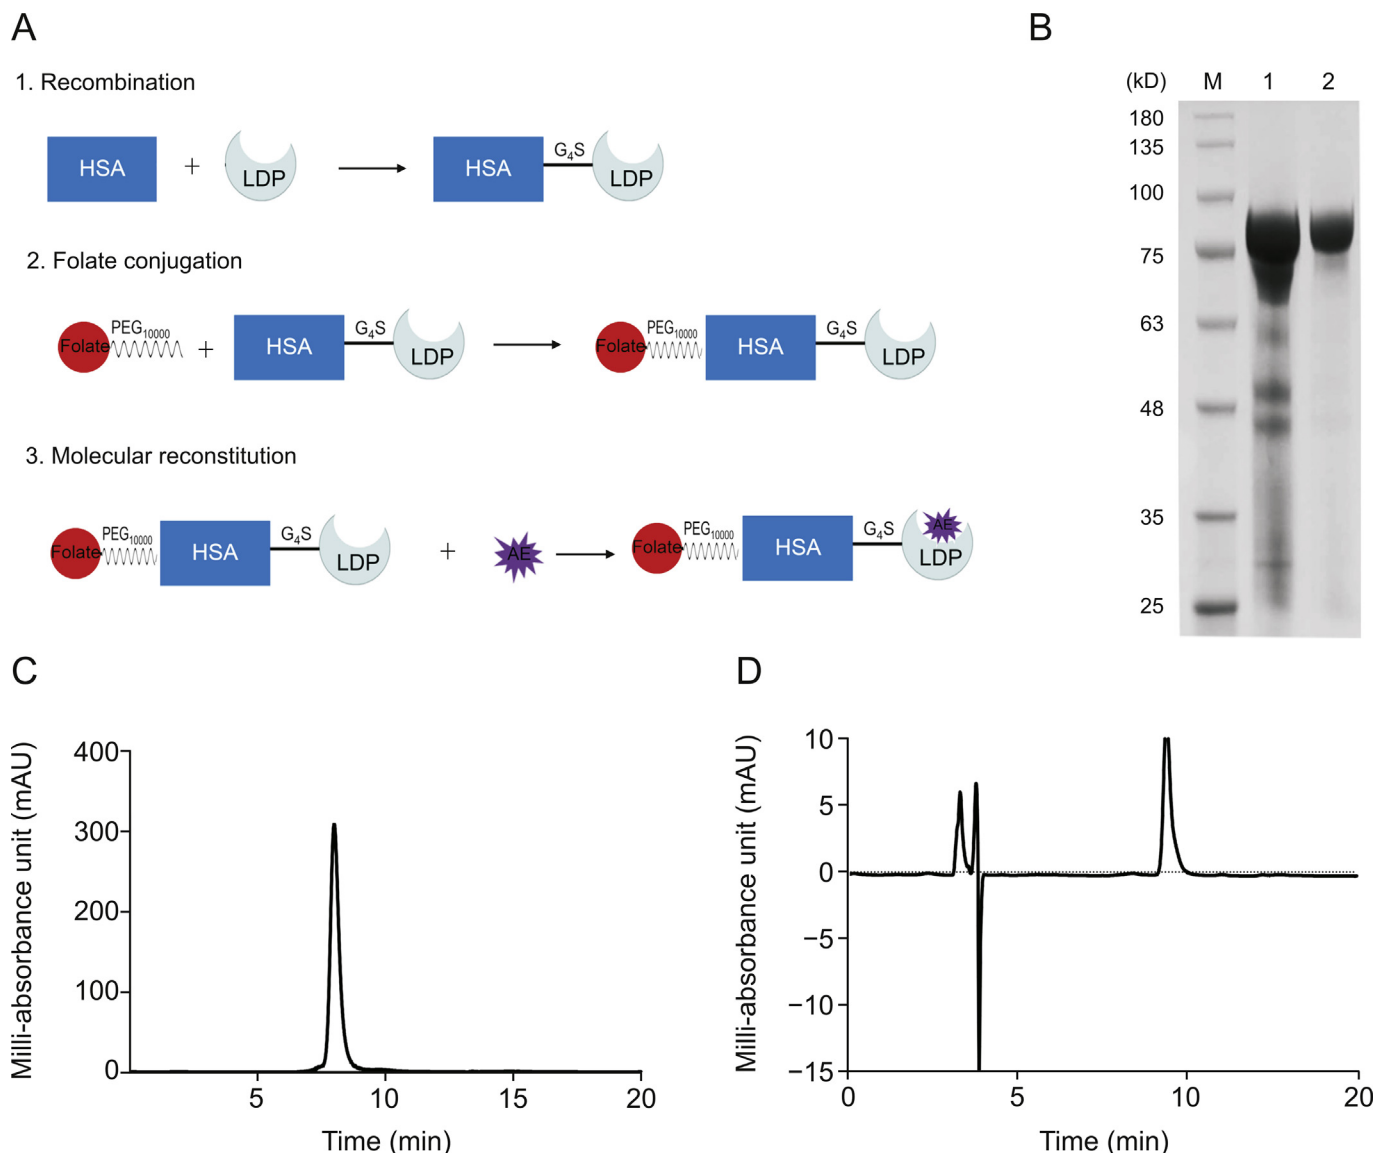 A
1. Recombination
HSA + LDP HSA G₄S LDP
2. Folate conjugation
Folate PEG₁₀₀₀₀ + HSA G₄S LDP Folate PEG₁₀₀₀₀ HSA G₄S LDP
3. Molecular reconstitution
Folate PEG₁₀₀₀₀ HSA G₄S LDP + AE Folate PEG₁₀₀₀₀ HSA G₄S AE LDP
B
(kD) M 1 2
180
135
100
75
63
48
35
25
C
Milli-absorbance unit (mAU)
400
300
200
100
0
5 10 15 20
Time (min)
D
Milli-absorbance unit (mAU)
10
5
0
−5
−10
−15
0 5 10 20
Time (min)